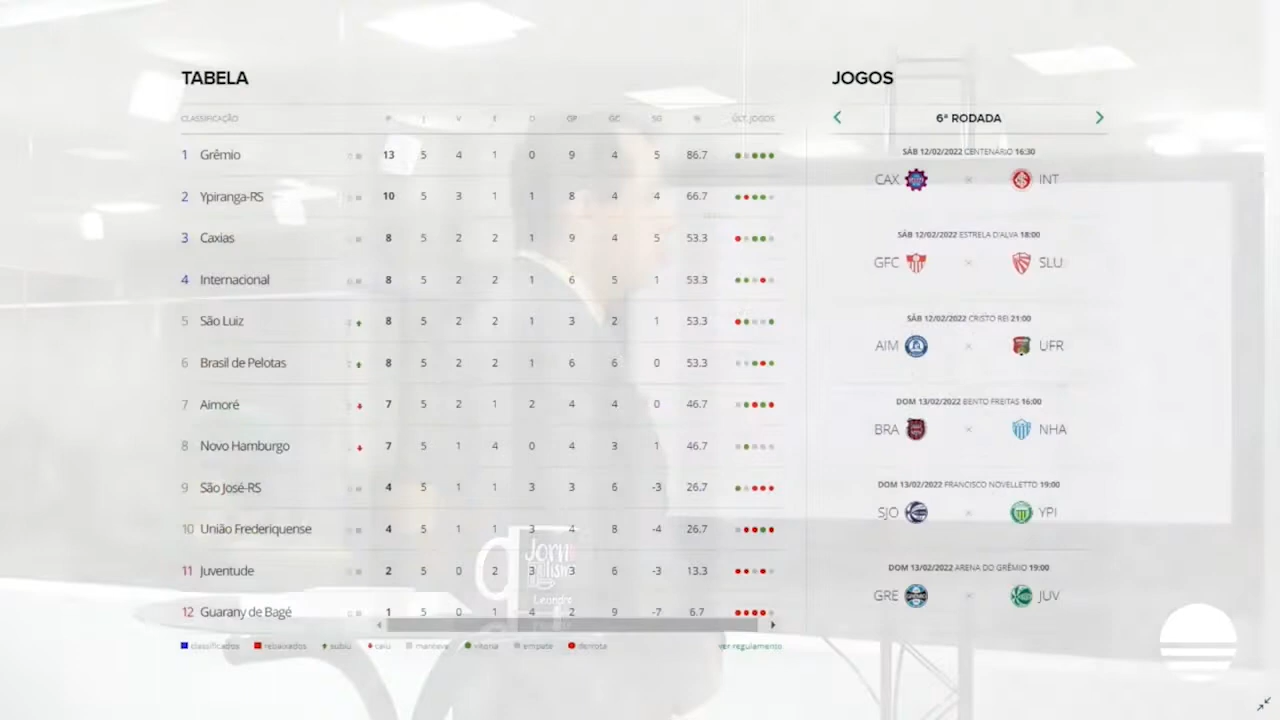 TABELA
CLASSIFICAÇÃO P J V E D GP GC SG % ÚLT. JOGOS
1 Grêmio 13 5 4 1 0 9 4 5 86.7
2 Ypiranga-RS 10 5 3 1 1 8 4 4 66.7
3 Caxias 8 5 2 2 1 9 4 5 53.3
4 Internacional 8 5 2 2 1 6 5 1 53.3
5 São Luiz 8 5 2 2 1 3 2 1 53.3
6 Brasil de Pelotas 8 5 2 2 1 6 6 0 53.3
7 Aimoré 7 5 2 1 2 4 4 0 46.7
8 Novo Hamburgo 7 5 1 4 0 4 3 1 46.7
9 São José-RS 4 5 1 1 3 3 6 -3 26.7
10 União Frederiquense 4 5 1 1 3 4 8 -4 26.7
11 Juventude 2 5 0 2 3 3 6 -3 13.3
12 Guarany de Bagé 1 5 0 1 4 2 9 -7 6.7
classificados rebaixados subiu caiu manteve vitória empate derrota ver regulamento
JOGOS
6ª RODADA
SÁB 12/02/2022 CENTENÁRIO 16:30
CAX × INT
SÁB 12/02/2022 ESTRELA D'ALVA 18:00
GFC × SLU
SÁB 12/02/2022 CRISTO REI 21:00
AIM × UFR
DOM 13/02/2022 BENTO FREITAS 16:00
BRA × NHA
DOM 13/02/2022 FRANCISCO NOVELLETTO 19:00
SJO × YPI
DOM 13/02/2022 ARENA DO GRÊMIO 19:00
GRE × JUV